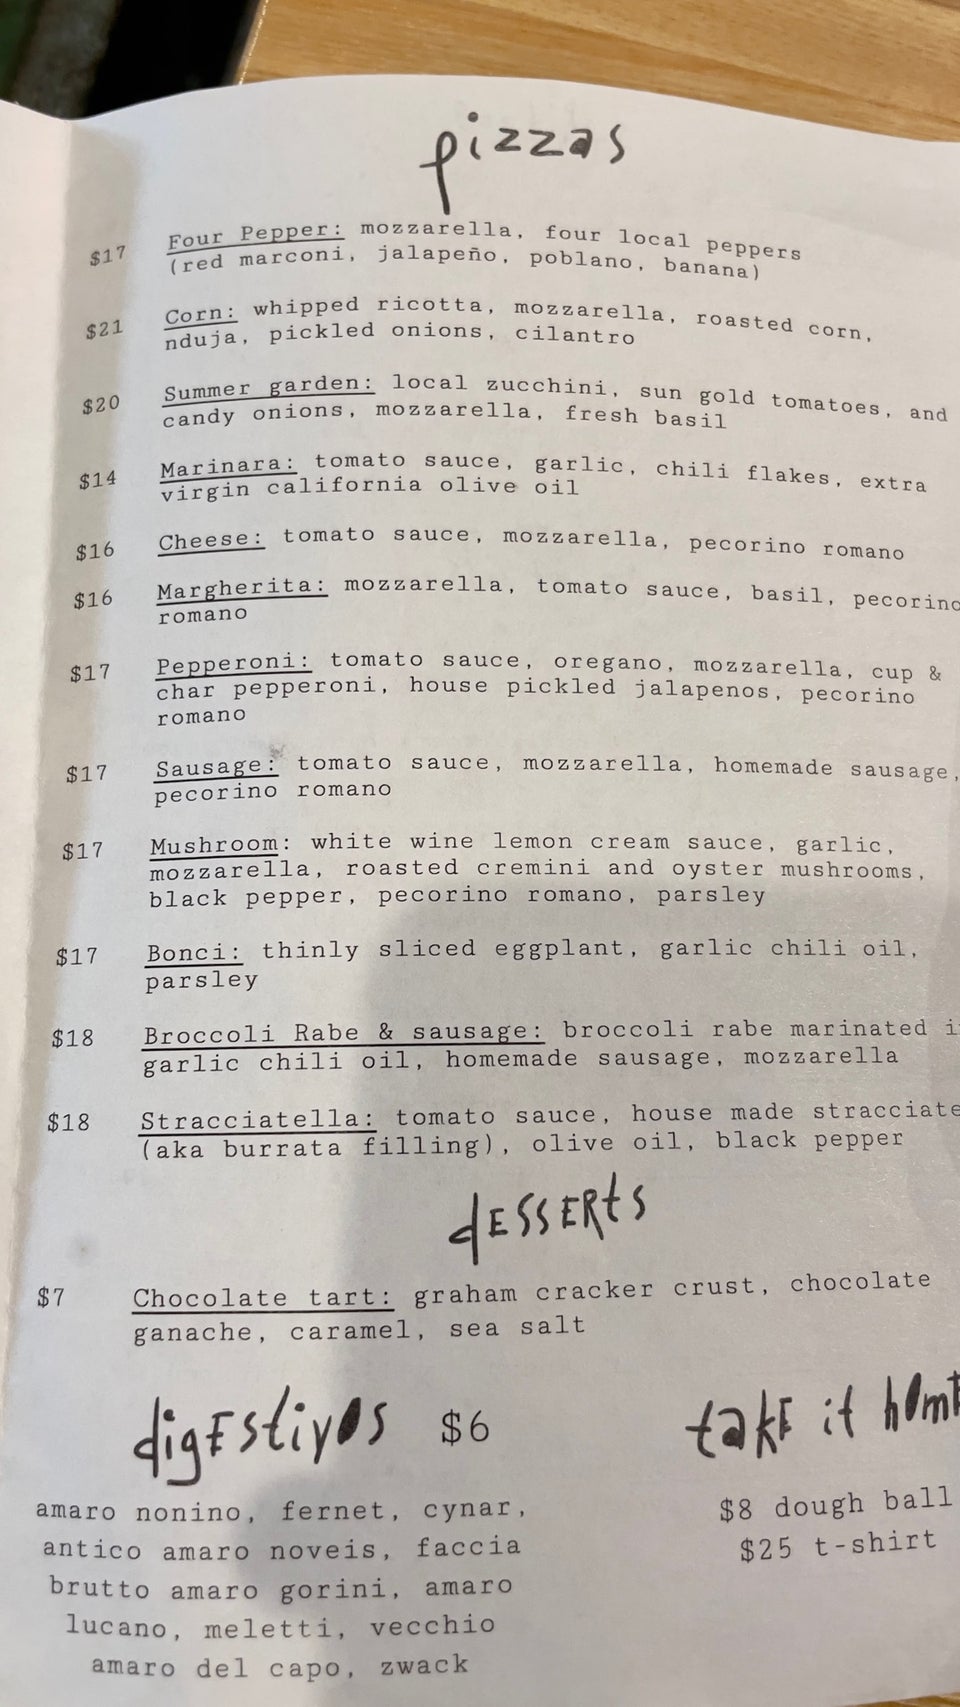 pizzas
$17 Four Pepper: mozzarella, four local peppers
(red marconi, jalapeño, poblano, banana)
$21 Corn: whipped ricotta, mozzarella, roasted corn,
nduja, pickled onions, cilantro
$20 Summer garden: local zucchini, sun gold tomatoes, and
candy onions, mozzarella, fresh basil
$14 Marinara: tomato sauce, garlic, chili flakes, extra
virgin california olive oil
$16 Cheese: tomato sauce, mozzarella, pecorino romano
$16 Margherita: mozzarella, tomato sauce, basil, pecorino
romano
$17 Pepperoni: tomato sauce, oregano, mozzarella, cup &
char pepperoni, house pickled jalapenos, pecorino
romano
$17 Sausage: tomato sauce, mozzarella, homemade sausage,
pecorino romano
$17 Mushroom: white wine lemon cream sauce, garlic,
mozzarella, roasted cremini and oyster mushrooms,
black pepper, pecorino romano, parsley
$17 Bonci: thinly sliced eggplant, garlic chili oil,
parsley
$18 Broccoli Rabe & sausage: broccoli rabe marinated i
garlic chili oil, homemade sausage, mozzarella
$18 Stracciatella: tomato sauce, house made stracciate
(aka burrata filling), olive oil, black pepper
dESSERtS
$7 Chocolate tart: graham cracker crust, chocolate
ganache, caramel, sea salt
digEStivos $6
amaro nonino, fernet, cynar,
antico amaro noveis, faccia
brutto amaro gorini, amaro
lucano, meletti, vecchio
amaro del capo, zwack
takE it homE
$8 dough ball
$25 t-shirt